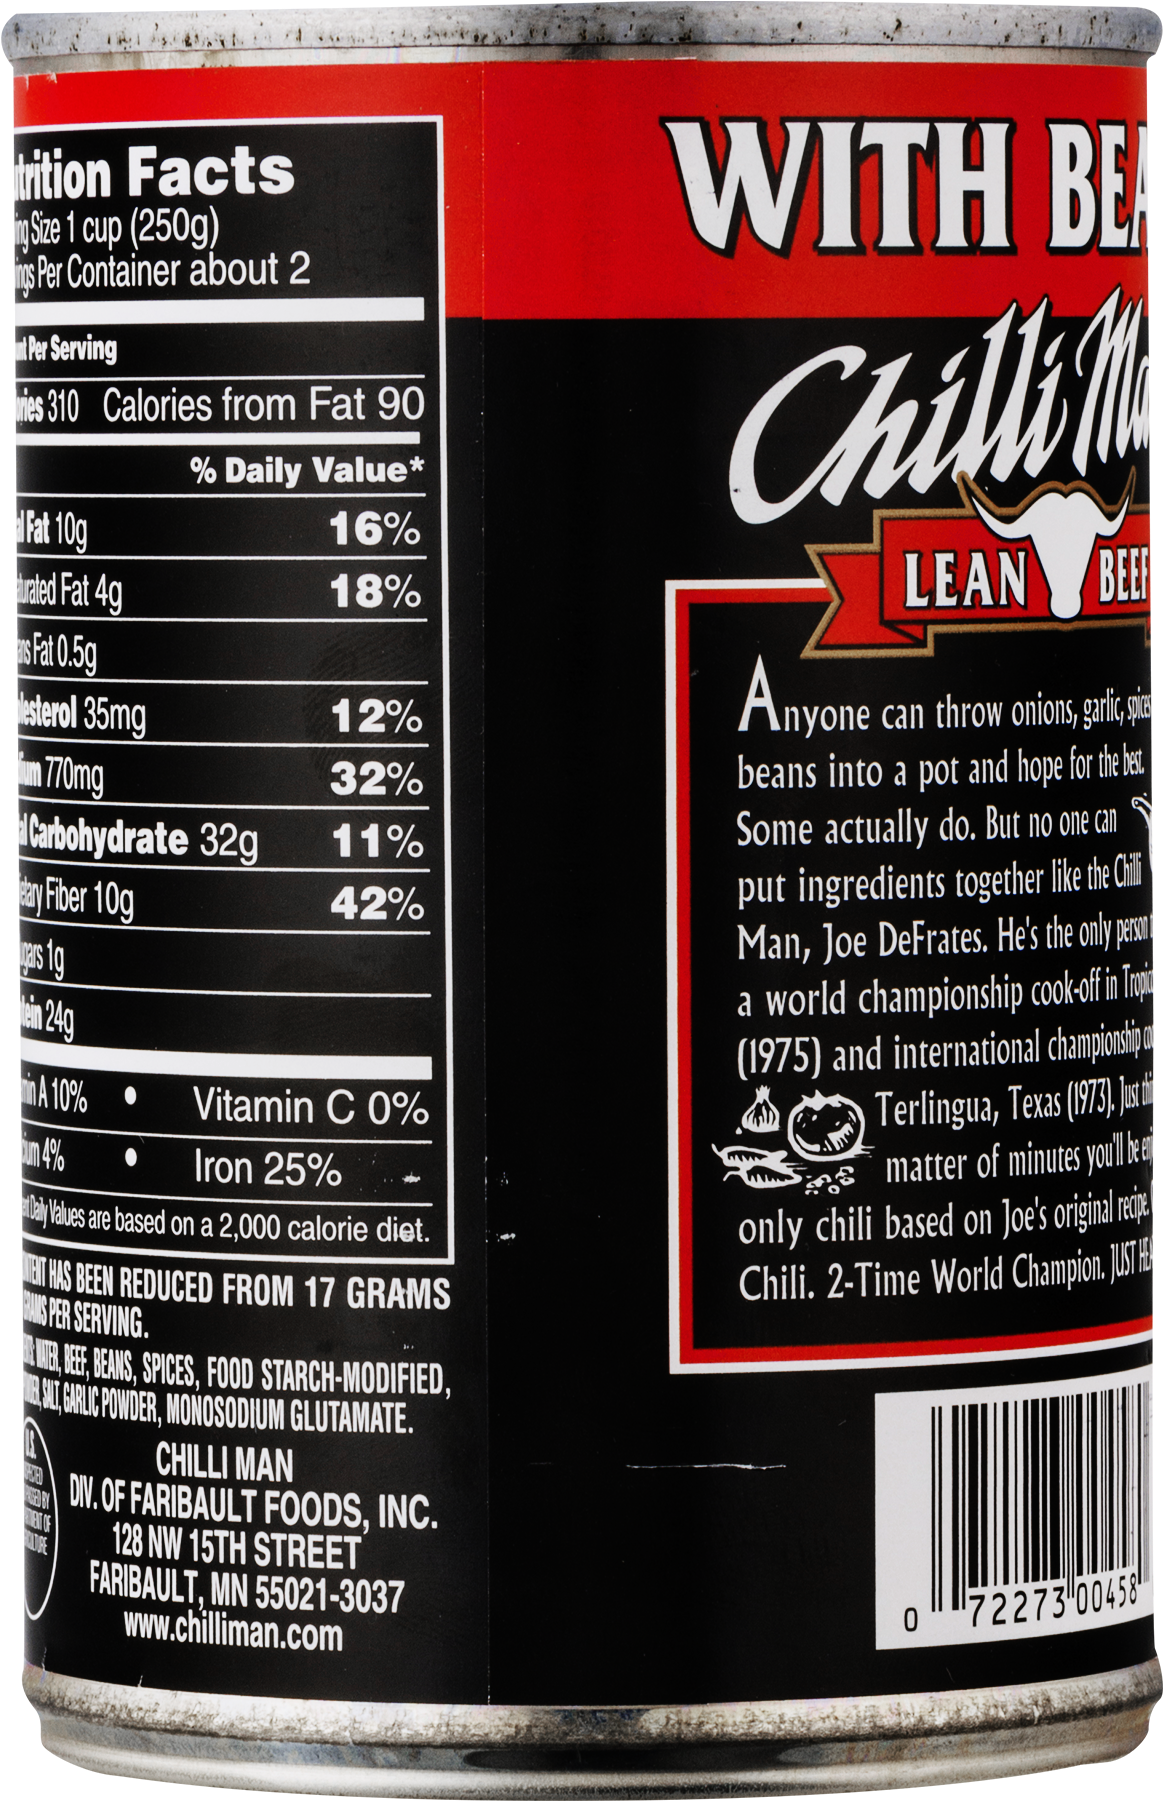 Facts
Size 1 cup (250g)
Per Container about 2
Per Serving
310 Calories from Fat 90
% Daily Value*
Fat 10g 16%
Fat 4g 18%
Fat 0.5g
35mg 12%
770mg 32%
Carbohydrate 32g 11%
Fiber 10g 42%
1g
24g
A 10% • Vitamin C 0%
4% • Iron 25%
Daily Values are based on a 2,000 calorie diet.
HAS BEEN REDUCED FROM 17 GRAMS
PER SERVING.
WATER, BEEF, BEANS, SPICES, FOOD STARCH-MODIFIED,
SALT, GARLIC POWDER, MONOSODIUM GLUTAMATE.
U.S.
CHILLI MAN
DIV. OF FARIBAULT FOODS, INC.
128 NW 15TH STREET
FARIBAULT, MN 55021-3037
www.chilliman.com
WITH
Chilli
LEAN BEEF
Anyone can throw onions, garlic, spices
beans into a pot and hope for the best.
Some actually do. But no one can
put ingredients together like the Chilli
Man, Joe DeFrates. He's the only person
a world championship cook-off in
(1975) and international championship
Terlingua, Texas (1973). Just
matter of minutes you'll be
only chili based on Joe's original recipe.
Chili. 2-Time World Champion. JUST
0 72273 00458